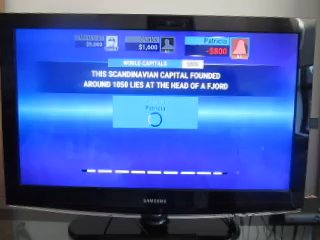 $1,600
Patricia
-$800
WORLD CAPITALS
THIS SCANDINAVIAN CAPITAL FOUNDED
AROUND 1050 LIES AT THE HEAD OF A FJORD
Patricia
SAMSUNG